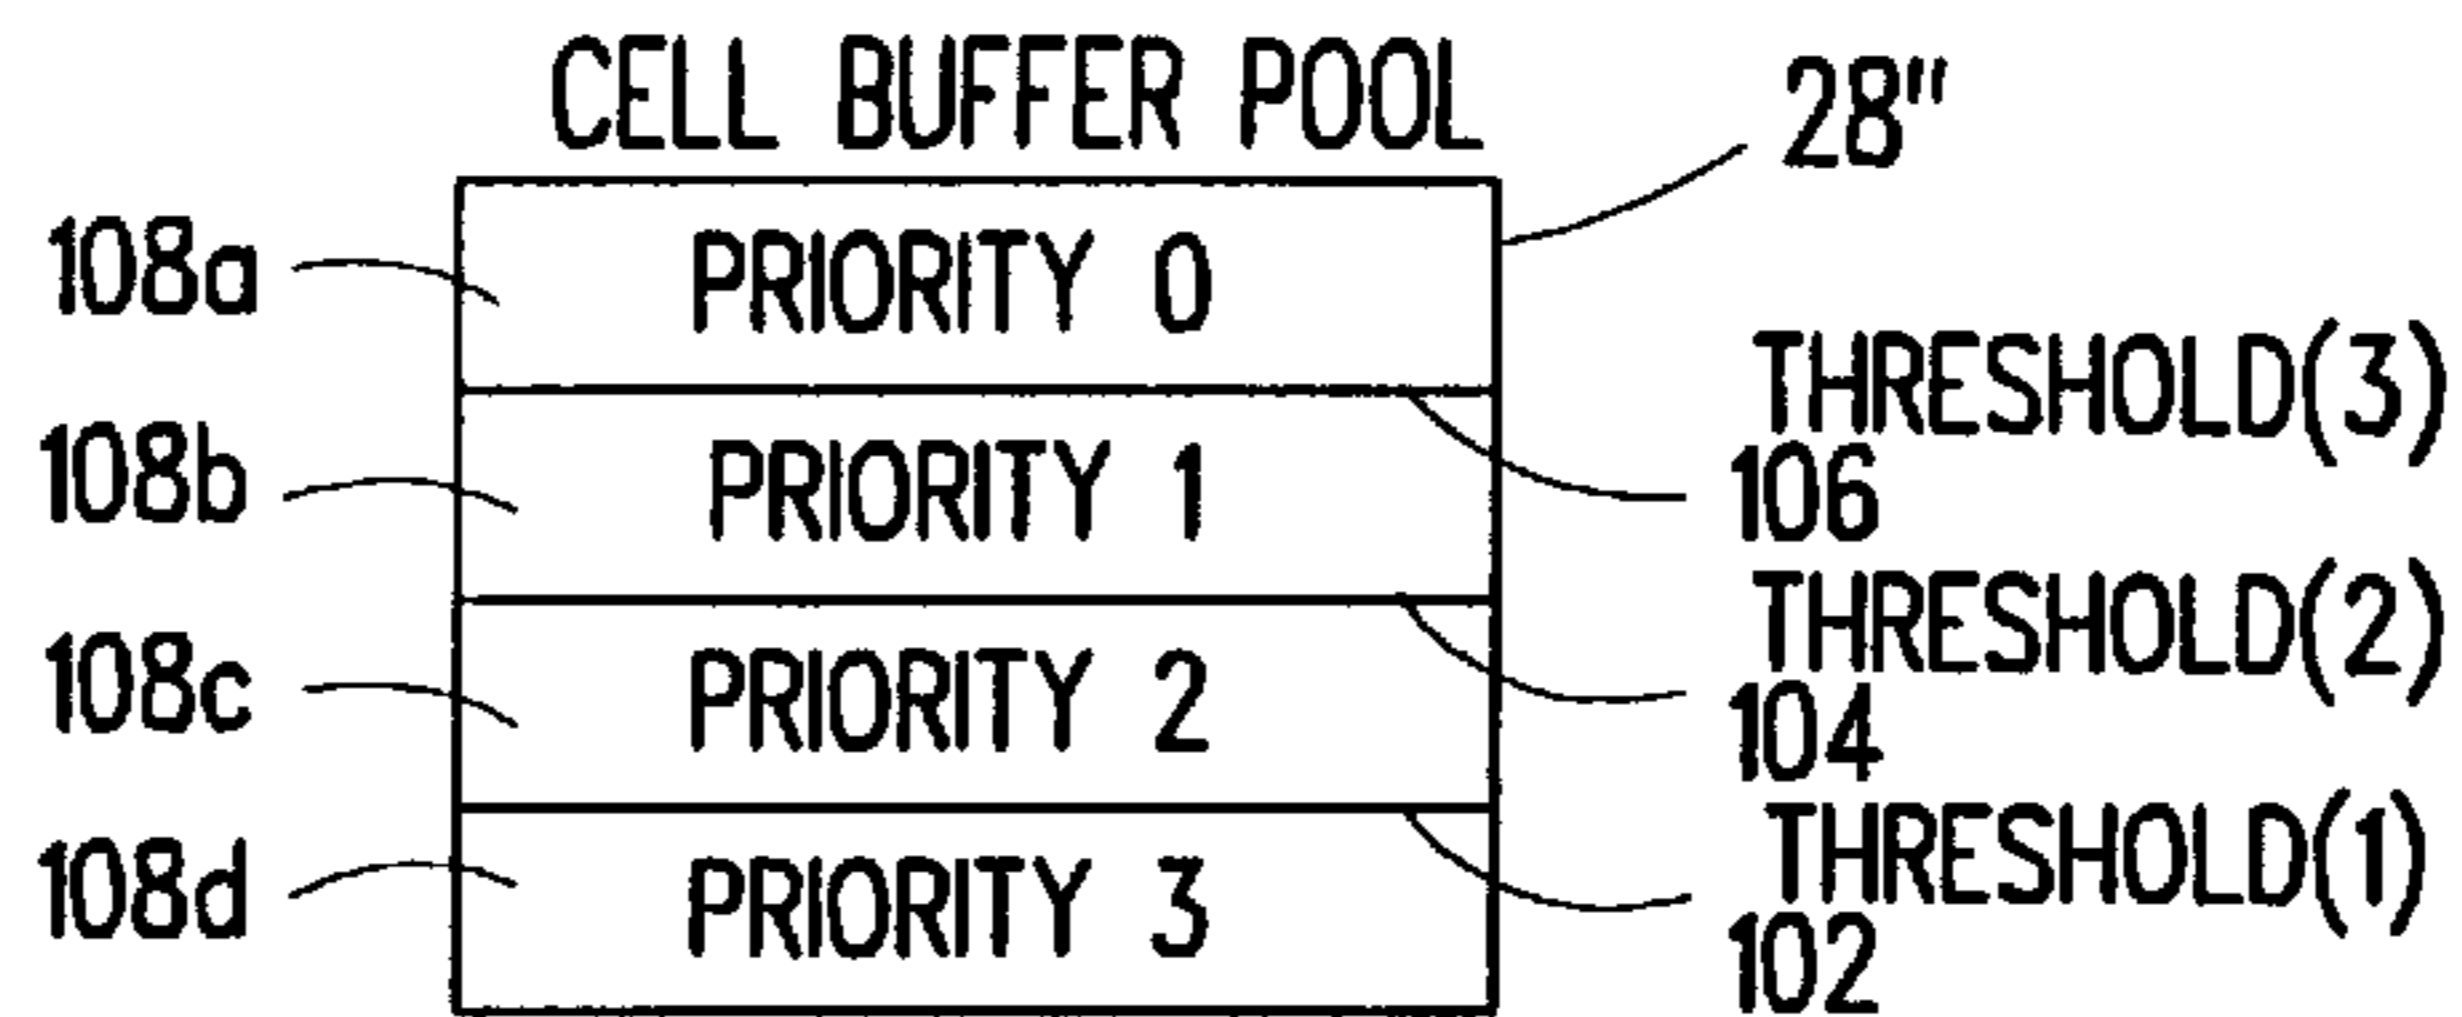 CELL BUFFER POOL
28"
108a
PRIORITY 0
THRESHOLD(3)
106
108b
PRIORITY 1
THRESHOLD(2)
104
108c
PRIORITY 2
THRESHOLD(1)
102
108d
PRIORITY 3